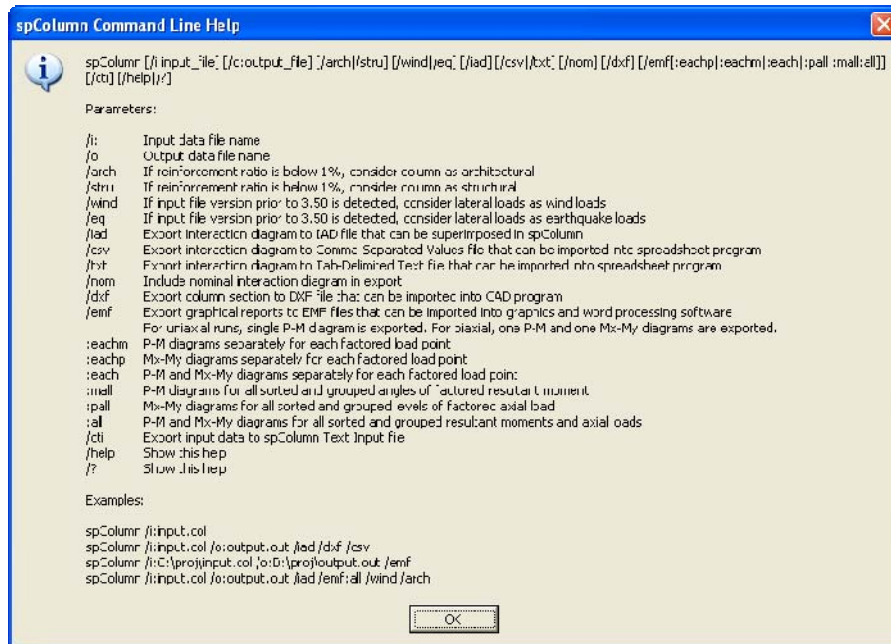 spColumn Command Line Help
spColumn [/i input_file] [/c:output_file] [/arch|/stru] [/wind|/eq] [/iad] [/csv|/txt] [/nom] [/dxf] [/emf[:eachp|:eachm|:each|:pall :mall:all]]
[/cti] [/help|/?]
Parameters:
/i: Input data file name
/o Output data file name
/arch If reinforcement ratio is below 1%, consider column as architectural
/stru If reinforcement ratio is below 1%, consider column as structural
/wind If input file version prior to 3.50 is detected, consider lateral loads as wind loads
/eq If input file version prior to 3.50 is detected, consider lateral loads as earthquake loads
/iad Export interaction diagram to IAD file that can be superimposed in spColumn
/csv Export interaction diagram to Comma Separated Values file that can be imported into spreadsheet program
/txt Export interaction diagram to Tab-Delimited Text file that can be imported into spreadsheet program
/nom Include nominal interaction diagram in export
/dxf Export column section to DXF file that can be imported into CAD program
/emf Export graphical reports to EMF files that can be imported into graphics and word processing software
For uniaxial runs, single P-M diagram is exported. For biaxial, one P-M and one Mx-My diagrams are exported.
:eachm P-M diagrams separately for each factored load point
:eachp Mx-My diagrams separately for each factored load point
:each P-M and Mx-My diagrams separately for each factored load point
:mall P-M diagrams for all sorted and grouped angles of factored resultant moment
:pall Mx-My diagrams for all sorted and grouped levels of factored axial load
:all P-M and Mx-My diagrams for all sorted and grouped resultant moments and axial loads
/cti Export input data to spColumn Text Input file
/help Show this help
/? Show this help
Examples:
spColumn /i:input.col
spColumn /i:input.col /o:output.out /iad /dxf /csv
spColumn /i:C:\proj\input.col /o:D:\proj\output.out /emf
spColumn /i:input.col /o:output.out /iad /emf:all /wind /arch
OK